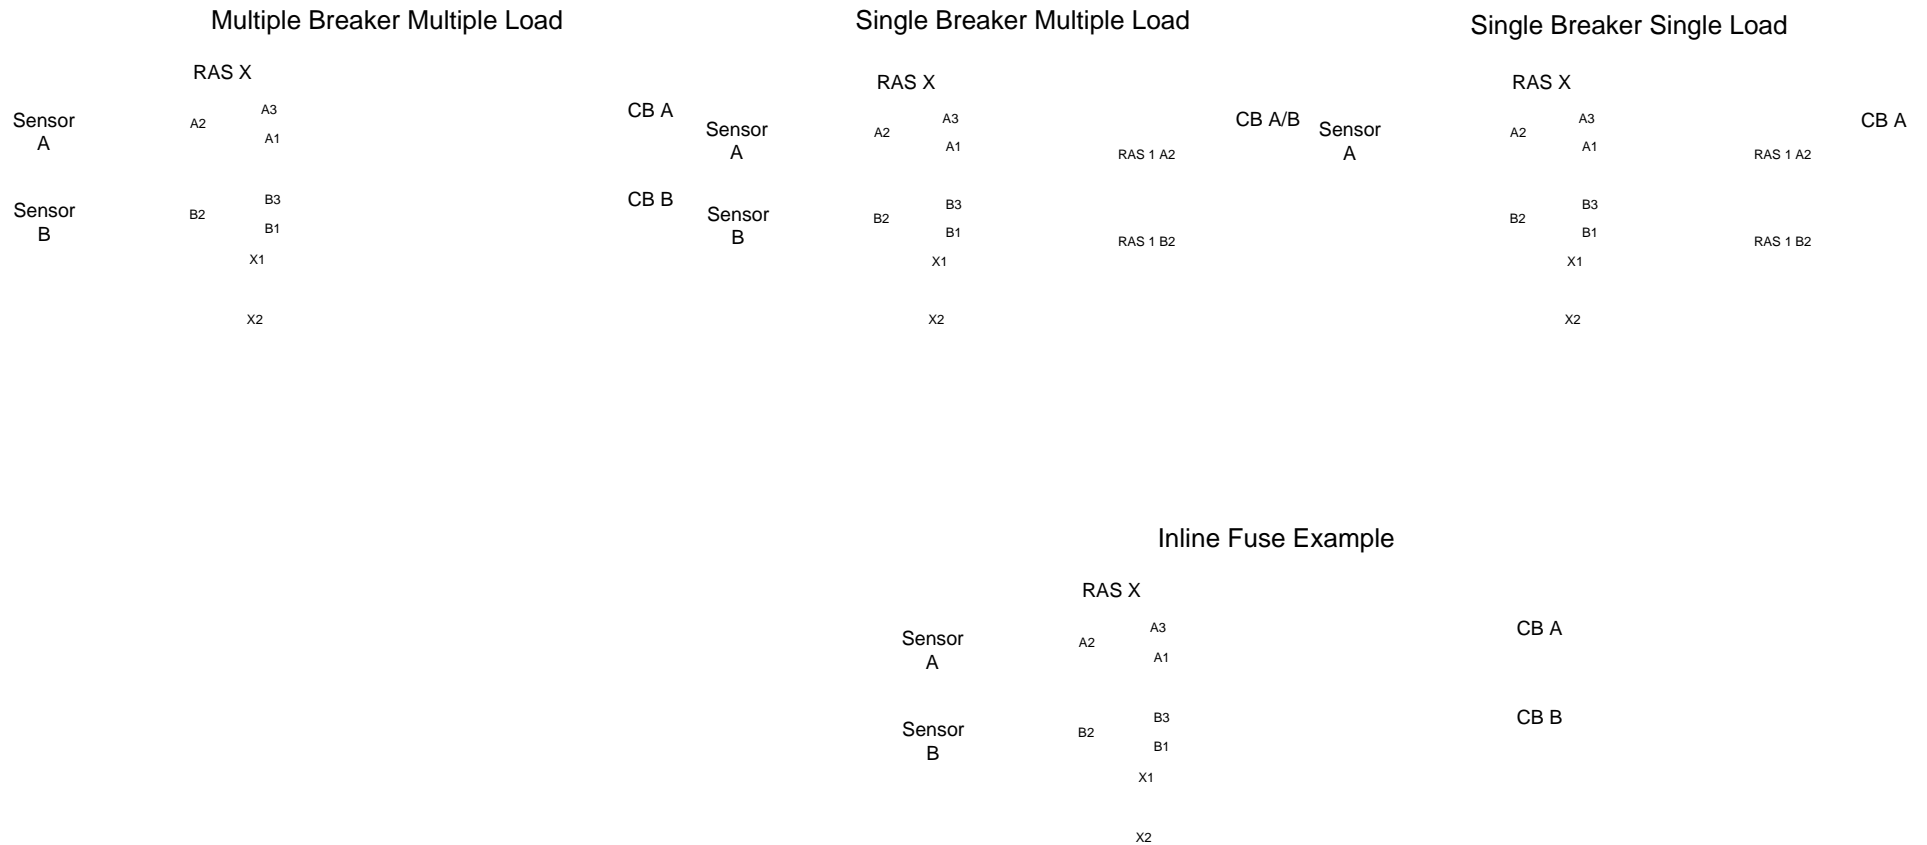 Multiple Breaker Multiple Load
RAS X
Sensor
A
A2
A3
A1
CB A
Sensor
B
B2
B3
B1
CB B
X1
X2
Single Breaker Multiple Load
RAS X
Sensor
A
A2
A3
A1
RAS 1 A2
CB A/B
Sensor
B
B2
B3
B1
RAS 1 B2
X1
X2
Single Breaker Single Load
RAS X
Sensor
A
A2
A3
A1
RAS 1 A2
CB A
B2
B3
B1
RAS 1 B2
X1
X2
Inline Fuse Example
RAS X
Sensor
A
A2
A3
A1
CB A
Sensor
B
B2
B3
B1
CB B
X1
X2